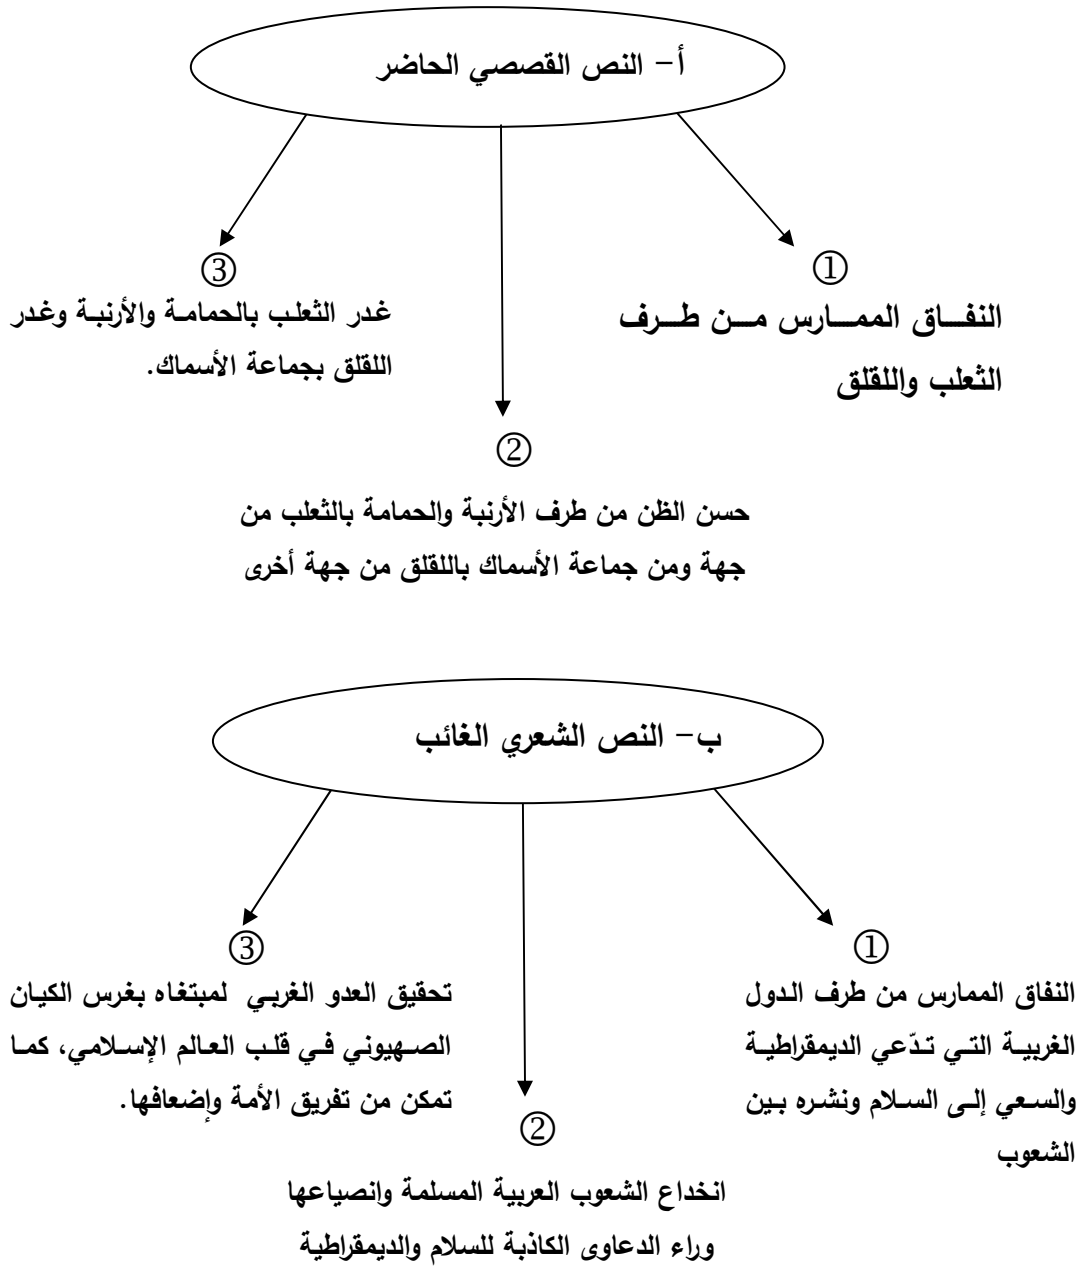 أ- النص القصصي الحاضر
①
النفاق الممارس من طرف
الثعلب واللقلق
②
حسن الظن من طرف الأرنبة والحمامة بالثعلب من
جهة ومن جماعة الأسماك باللقلق من جهة أخرى
③
غدر الثعلب بالحمامة والأرنبة وغدر
اللقلق بجماعة الأسماك.
ب- النص الشعري الغائب
①
النفاق الممارس من طرف الدول
الغربية التي تدّعي الديمقراطية
والسعي إلى السلام ونشره بين
الشعوب
②
انخداع الشعوب العربية المسلمة وانصياعها
وراء الدعاوى الكاذبة للسلام والديمقراطية
③
تحقيق العدو الغربي لمبتغاه بغرس الكيان
الصهيوني في قلب العالم الإسلامي، كما
تمكن من تفريق الأمة وإضعافها.